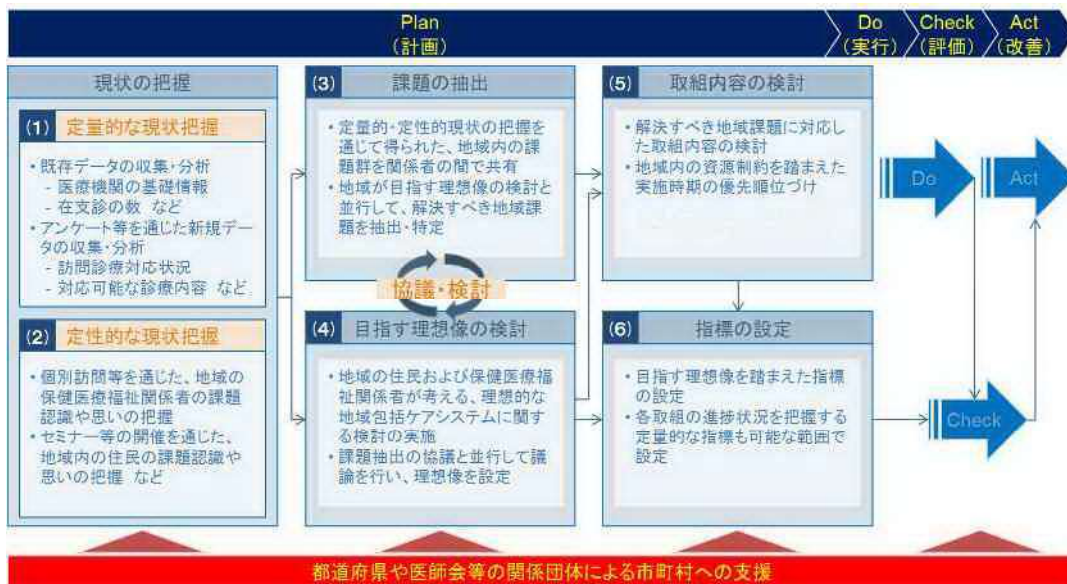 Plan
(計画)
Do
(実行)
Check
(評価)
Act
(改善)
現状の把握
(1) 定量的な現状把握
・既存データの収集・分析
- 医療機関の基礎情報
- 在支診の数 など
・アンケート等を通じた新規デー
タの収集・分析
- 訪問診療対応状況
- 対応可能な診療内容 など
(2) 定性的な現状把握
・個別訪問等を通じた、地域の
保健医療福祉関係者の課題
認識や思いの把握
・セミナー等の開催を通じた、
地域内の住民の課題認識や
思いの把握 など
(3) 課題の抽出
・定量的・定性的現状の把握を
通じて得られた、地域内の課
題群を関係者の間で共有
・地域が目指す理想像の検討と
並行して、解決すべき地域課
題を抽出・特定
協議・検討
(4) 目指す理想像の検討
・地域の住民および保健医療福
祉関係者が考える、理想的な
地域包括ケアシステムに関す
る検討の実施
・課題抽出の協議と並行して議
論を行い、理想像を設定
(5) 取組内容の検討
・解決すべき地域課題に対応し
た取組内容の検討
・地域内の資源制約を踏まえた
実施時期の優先順位づけ
(6) 指標の設定
・目指す理想像を踏まえた指標
の設定
・各取組の進捗状況を把握する
定量的な指標も可能な範囲で
設定
Do
Act
Check
都道府県や医師会等の関係団体による市町村への支援